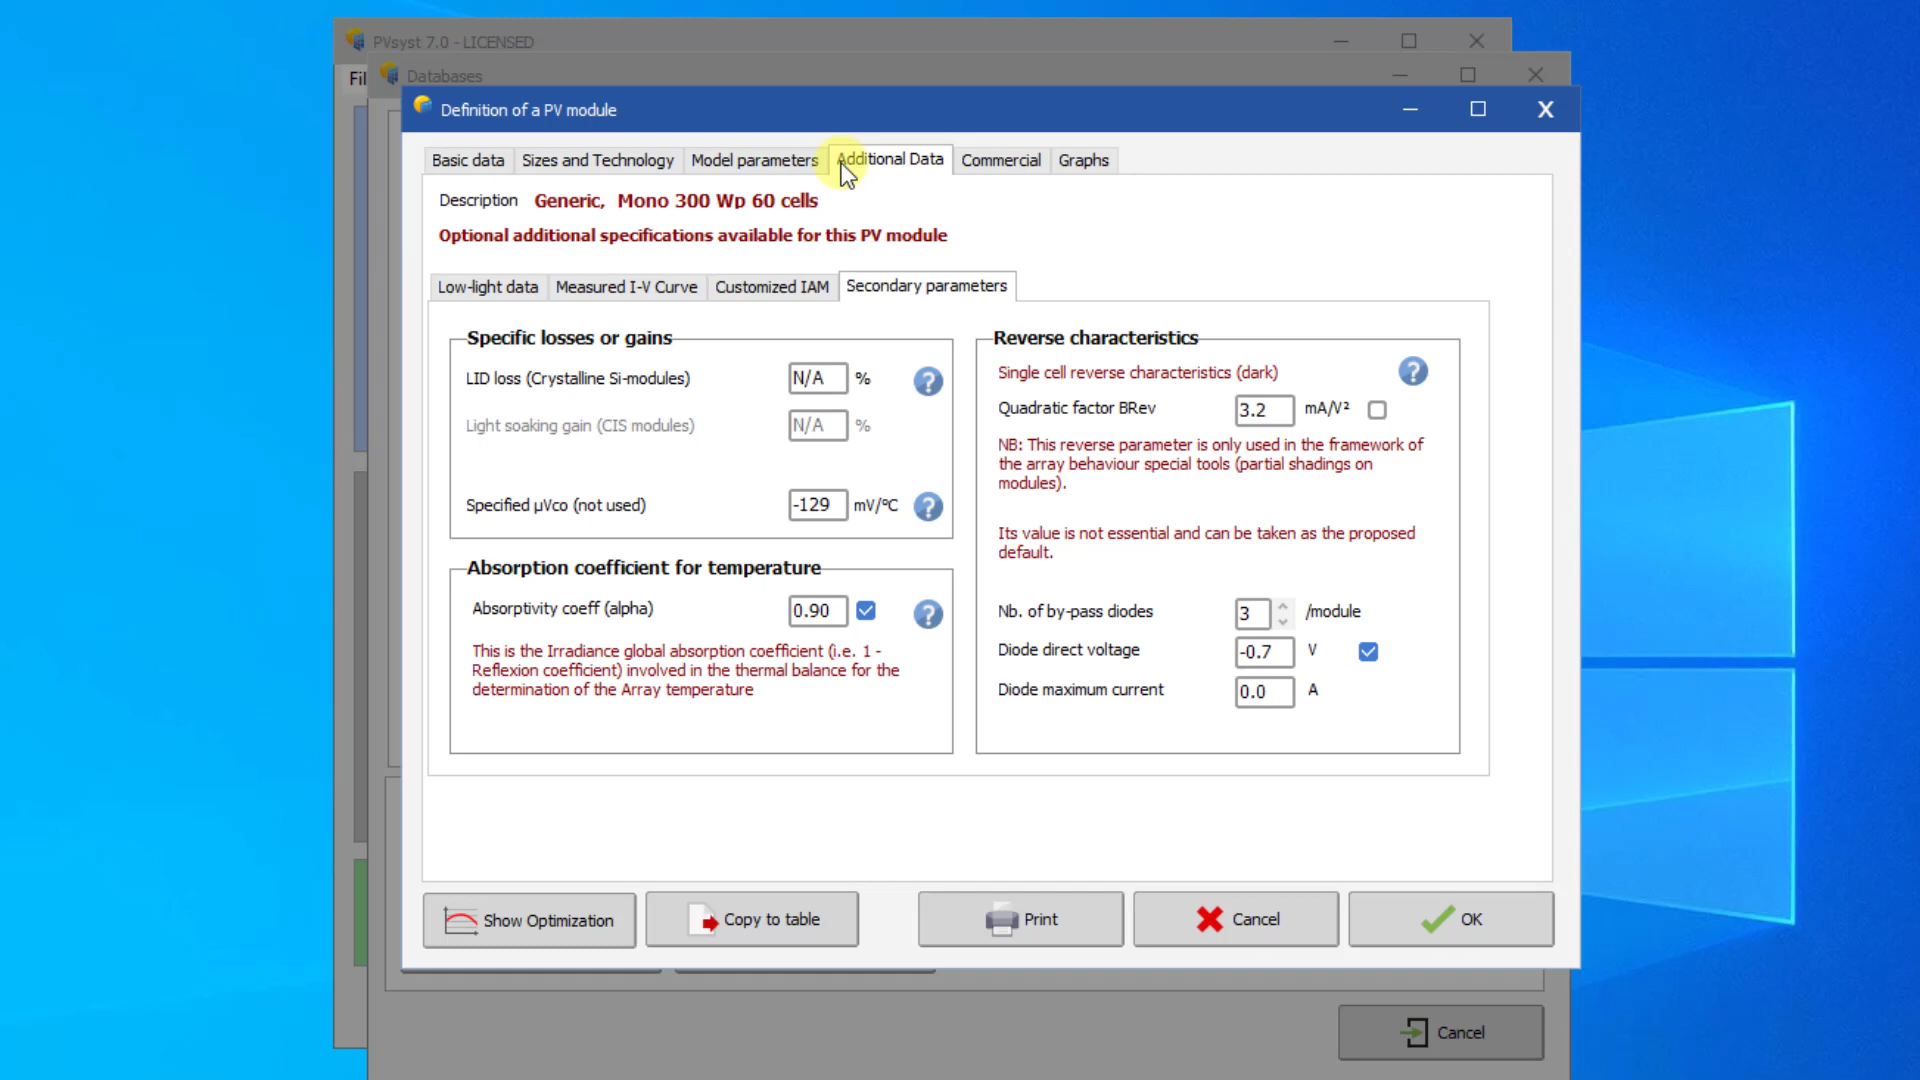 PVsyst 7.0 - LICENSED
Fil
Databases
Definition of a PV module
X
Basic data
Sizes and Technology
Model parameters
Additional Data
Commercial
Graphs
Description Generic, Mono 300 Wp 60 cells
Optional additional specifications available for this PV module
Low-light data
Measured I-V Curve
Customized IAM
Secondary parameters
Specific losses or gains
LID loss (Crystalline Si-modules) N/A % ?
Light soaking gain (CIS modules) N/A %
Specified µVco (not used) -129 mV/°C ?
Absorption coefficient for temperature
Absorptivity coeff (alpha) 0.90 ?
This is the Irradiance global absorption coefficient (i.e. 1 -
Reflexion coefficient) involved in the thermal balance for the
determination of the Array temperature
Reverse characteristics
Single cell reverse characteristics (dark) ?
Quadratic factor BRev 3.2 mA/V²
NB: This reverse parameter is only used in the framework of
the array behaviour special tools (partial shadings on
modules).
Its value is not essential and can be taken as the proposed
default.
Nb. of by-pass diodes 3 /module
Diode direct voltage -0.7 V
Diode maximum current 0.0 A
Show Optimization
Copy to table
Print
Cancel
OK
Cancel